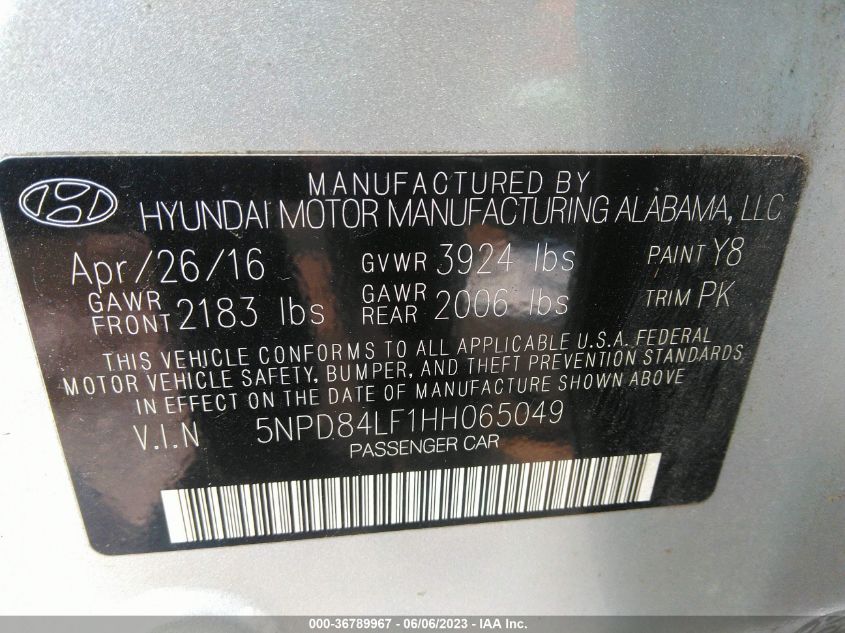 MANUFACTURED BY
HYUNDAI MOTOR MANUFACTURING ALABAMA, LLC
Apr/26/16 GVWR 3924 lbs PAINT Y8
GAWR FRONT 2183 lbs GAWR REAR 2006 lbs TRIM PK
THIS VEHICLE CONFORMS TO ALL APPLICABLE U.S.A. FEDERAL
MOTOR VEHICLE SAFETY, BUMPER, AND THEFT PREVENTION STANDARDS
IN EFFECT ON THE DATE OF MANUFACTURE SHOWN ABOVE
V.I.N 5NPD84LF1HH065049
PASSENGER CAR
000-36789967 - 06/06/2023 - IAA Inc.